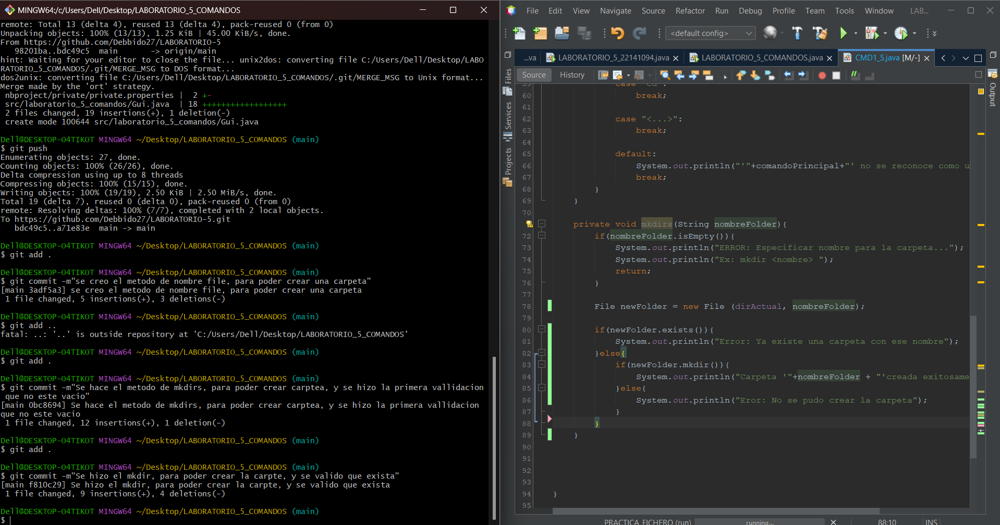 MINGW64:/c/Users/Dell/Desktop/LABORATORIO_5_COMANDOS
remote: Total 13 (delta 4), reused 13 (delta 4), pack-reused 0 (from 0)
Unpacking objects: 100% (13/13), 1.25 KiB | 45.00 KiB/s, done.
From https://github.com/Debbido27/LABORATORIO-5
   98201ba..bdc49c5  main       -> origin/main
hint: Waiting for your editor to close the file... unix2dos: converting file C:/Users/Dell/Desktop/LABO
RATORIO_5_COMANDOS/.git/MERGE_MSG to DOS format...
dos2unix: converting file C:/Users/Dell/Desktop/LABORATORIO_5_COMANDOS/.git/MERGE_MSG to Unix format...
Merge made by the 'ort' strategy.
 nbproject/private/private.properties |  2 +-
 src/laboratorio_5_comandos/Gui.java  | 18 ++++++++++++++++++
 2 files changed, 19 insertions(+), 1 deletion(-)
 create mode 100644 src/laboratorio_5_comandos/Gui.java
Dell@DESKTOP-O4TIKOT MINGW64 ~/Desktop/LABORATORIO_5_COMANDOS (main)
$ git push
Enumerating objects: 27, done.
Counting objects: 100% (26/26), done.
Delta compression using up to 8 threads
Compressing objects: 100% (15/15), done.
Writing objects: 100% (19/19), 2.50 KiB | 2.50 MiB/s, done.
Total 19 (delta 7), reused 0 (delta 0), pack-reused 0 (from 0)
remote: Resolving deltas: 100% (7/7), completed with 2 local objects.
To https://github.com/Debbido27/LABORATORIO-5.git
   bdc49c5..a71e83e  main -> main
Dell@DESKTOP-O4TIKOT MINGW64 ~/Desktop/LABORATORIO_5_COMANDOS (main)
$ git add .
Dell@DESKTOP-O4TIKOT MINGW64 ~/Desktop/LABORATORIO_5_COMANDOS (main)
$ git commit -m"se creo el metodo de nombre file, para poder crear una carpeta"
[main 3adf5a3] se creo el metodo de nombre file, para poder crear una carpeta
 1 file changed, 5 insertions(+), 3 deletions(-)
Dell@DESKTOP-O4TIKOT MINGW64 ~/Desktop/LABORATORIO_5_COMANDOS (main)
$ git add ..
fatal: ..: '..' is outside repository at 'C:/Users/Dell/Desktop/LABORATORIO_5_COMANDOS'
Dell@DESKTOP-O4TIKOT MINGW64 ~/Desktop/LABORATORIO_5_COMANDOS (main)
$ git add .
Dell@DESKTOP-O4TIKOT MINGW64 ~/Desktop/LABORATORIO_5_COMANDOS (main)
$ git commit -m"Se hace el metodo de mkdirs, para poder crear carptea, y se hizo la primera vallidacion
 que no este vacio"
[main 0bc8694] Se hace el metodo de mkdirs, para poder crear carptea, y se hizo la primera vallidacion
que no este vacio
 1 file changed, 12 insertions(+), 1 deletion(-)
Dell@DESKTOP-O4TIKOT MINGW64 ~/Desktop/LABORATORIO_5_COMANDOS (main)
$ git add .
Dell@DESKTOP-O4TIKOT MINGW64 ~/Desktop/LABORATORIO_5_COMANDOS (main)
$ git commit -m"Se hizo el mkdir, para poder crear la carpte, y se valido que exista"
[main f810c29] Se hizo el mkdir, para poder crear la carpte, y se valido que exista
 1 file changed, 9 insertions(+), 4 deletions(-)
Dell@DESKTOP-O4TIKOT MINGW64 ~/Desktop/LABORATORIO_5_COMANDOS (main)
$
File Edit View Navigate Source Refactor Run Debug Profile Team Tools Window LAB...
<default config>
...va LABORATORIO_5_22141094.java LABORATORIO_5_COMANDOS.java CMD1_5.java [M/-]
Source History
Files
Services
Projects
Output
59 case "cd":
60 break;
61
62 case "<...>":
63 break;
64
65 default:
66 System.out.println("'"+comandoPrincipal+"' no se reconoce como u
67 break;
68 }
69 }
70
private void mkdirs(String nombreFolder){
72 if(nombreFolder.isEmpty()){
73 System.out.println("ERROR: Especificar nombre para la carpeta...");
74 System.out.println("Ex: mkdir <nombre> ");
75 return;
76 }
77
78 File newFolder = new File (dirActual, nombreFolder);
79
80 if(newFolder.exists()){
81 System.out.println("Error: Ya existe una carpeta con ese nombre");
82 }else{
83 if(newFolder.mkdir()){
84 System.out.println("Carpeta '"+nombreFolder + "'creada exitosame
85 }else{
86 System.out.println("Eror: No se pudo crear la carpeta");
87 }
88 }
89 }
90
91
92
93
94 }
95
PRACTICA_FICHERO (run) running... 88:10 INS